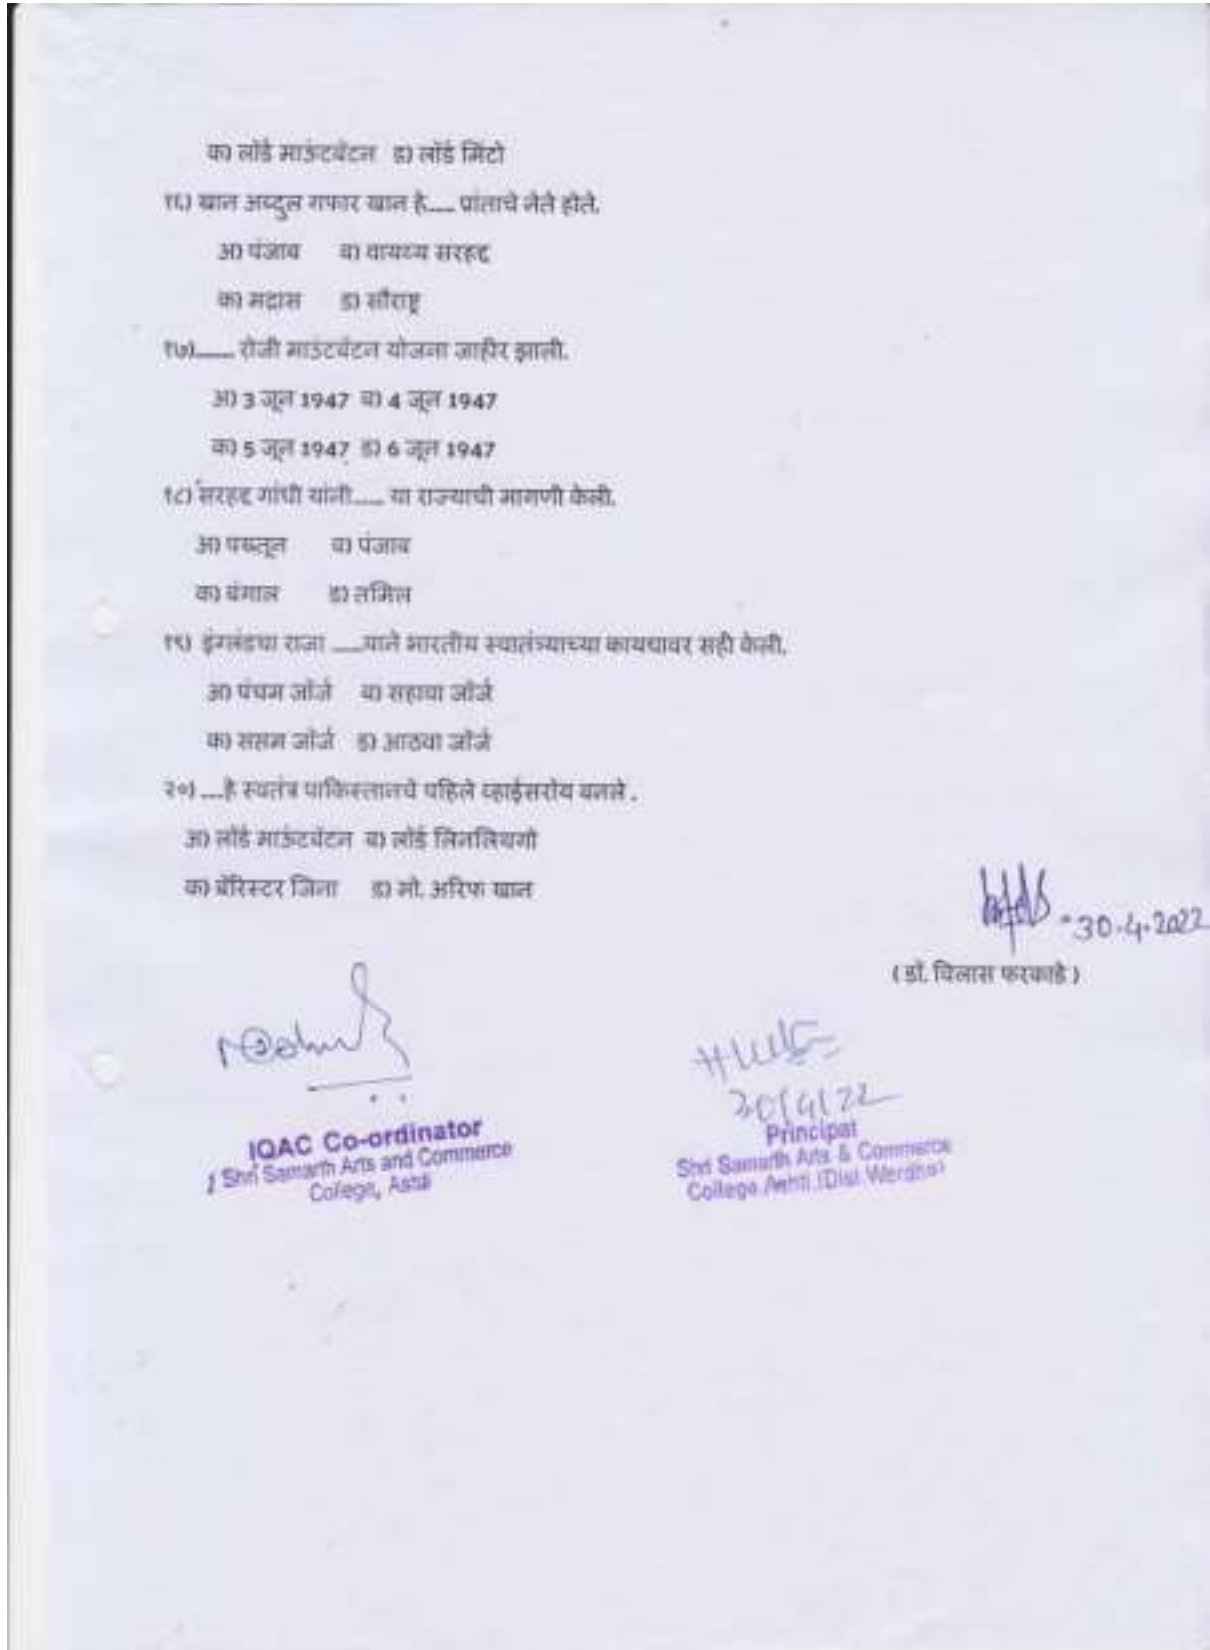 क) लॉर्ड माऊंटबॅटन ड) लॉर्ड मिंटो
१६) खान अब्दुल गफार खान हे..... प्रांताचे नेते होते.
अ) पंजाब ब) वायव्य सरहद्द
क) मद्रास ड) सौराष्ट्र
१७)....... रोजी माउंटबॅटन योजना जाहीर झाली.
अ) 3 जून 1947 ब) 4 जून 1947
क) 5 जून 1947 ड) 6 जून 1947
१८) सरहद्द गांधी यांनी..... या राज्याची मागणी केली.
अ) पख्तून ब) पंजाब
क) बंगाल ड) तमिल
१९) इंग्लंडचा राजा .....याने भारतीय स्वातंत्र्याच्या कायद्यावर सही केली.
अ) पंचम जॉर्ज ब) सहावा जॉर्ज
क) सप्तम जॉर्ज ड) आठवा जॉर्ज
२०) ....हे स्वतंत्र पाकिस्तानचे पहिले व्हाईसरोय बनले .
अ) लॉर्ड माऊंटबॅटन ब) लॉर्ड लिनलिथगो
क) बॅरिस्टर जिना ड) मो. अरिफ खान
30.4.2022
( डॉ. विलास फरकाडे )
30/4/22
IQAC Co-ordinator
Shri Samarth Arts and Commerce
College, Ashti
Principal
Shri Samarth Arts & Commerce
College Ashti (Dist. Wardha)